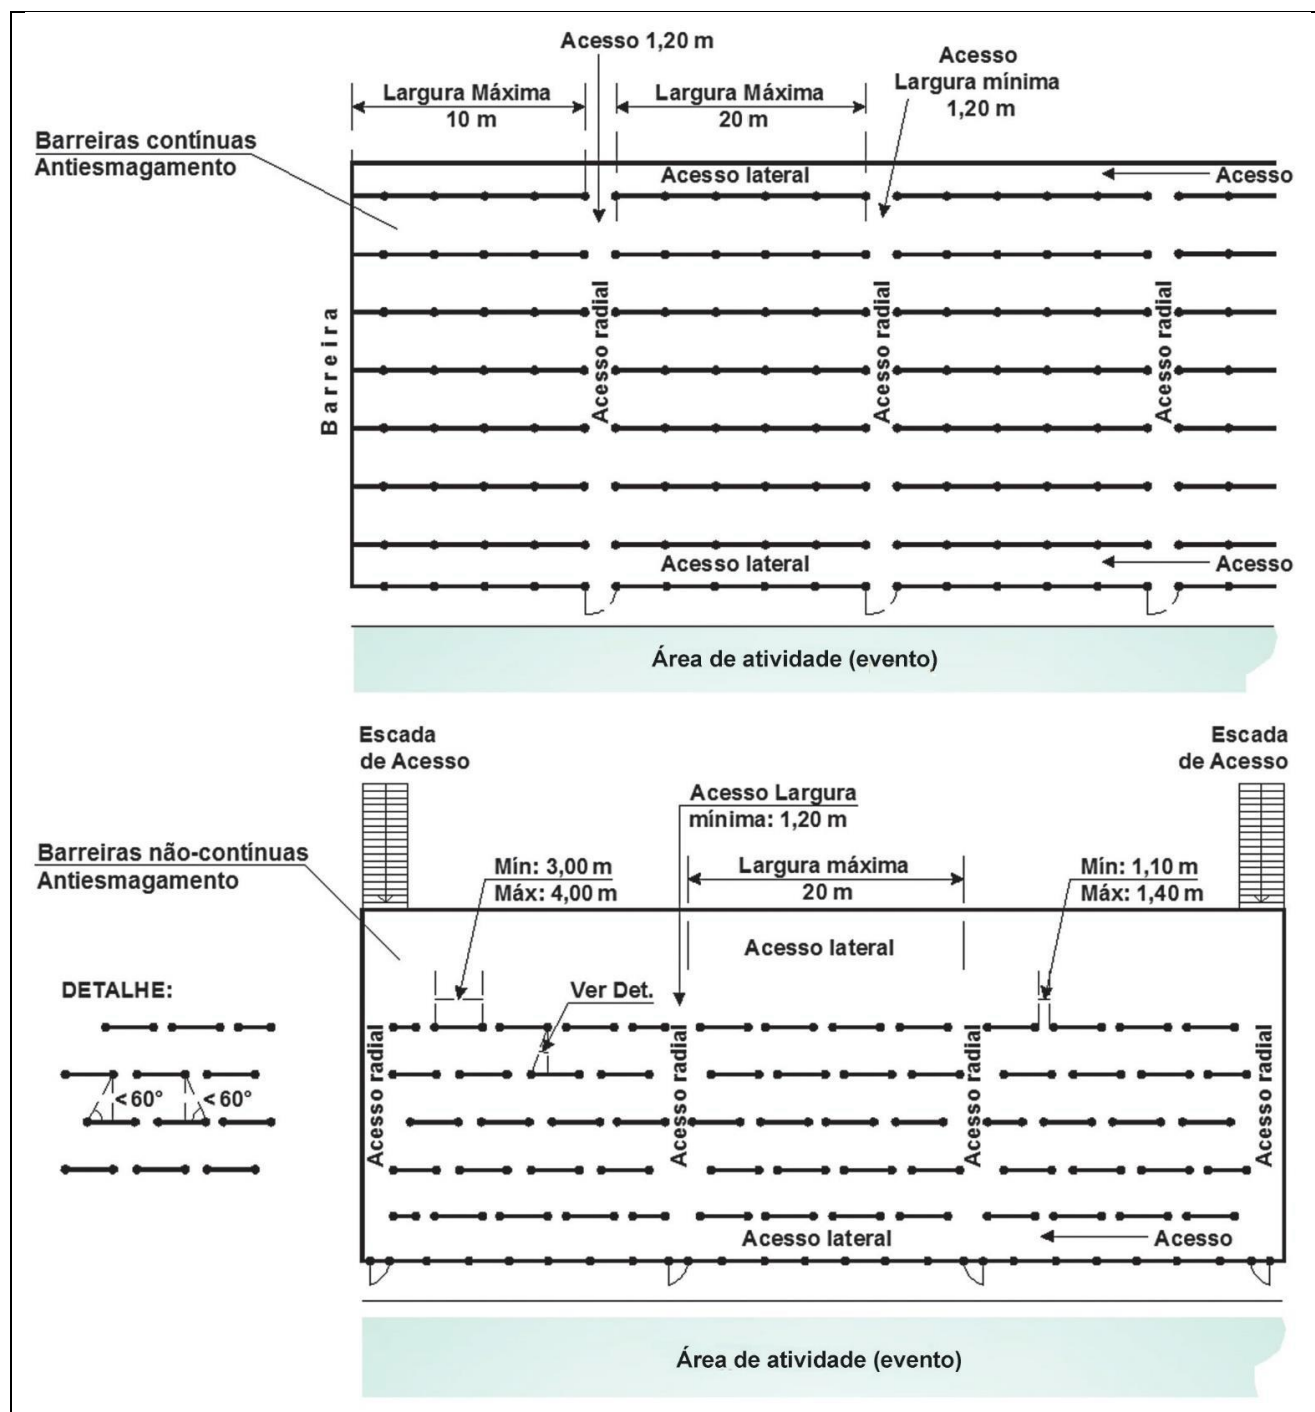 Acesso 1,20 m
Acesso
Largura mínima
1,20 m
Largura Máxima
10 m
Largura Máxima
20 m
Barreiras contínuas
Antiesmagamento
Acesso lateral
Acesso
Barreira
Acesso radial
Acesso radial
Acesso radial
Acesso lateral
Acesso
Área de atividade (evento)
Escada
de Acesso
Escada
de Acesso
Acesso Largura
mínima: 1,20 m
Barreiras não-contínuas
Antiesmagamento
Mín: 3,00 m
Máx: 4,00 m
Largura máxima
20 m
Mín: 1,10 m
Máx: 1,40 m
Acesso lateral
DETALHE:
Ver Det.
< 60°
< 60°
Acesso radial
Acesso radial
Acesso radial
Acesso radial
Acesso lateral
Acesso
Área de atividade (evento)